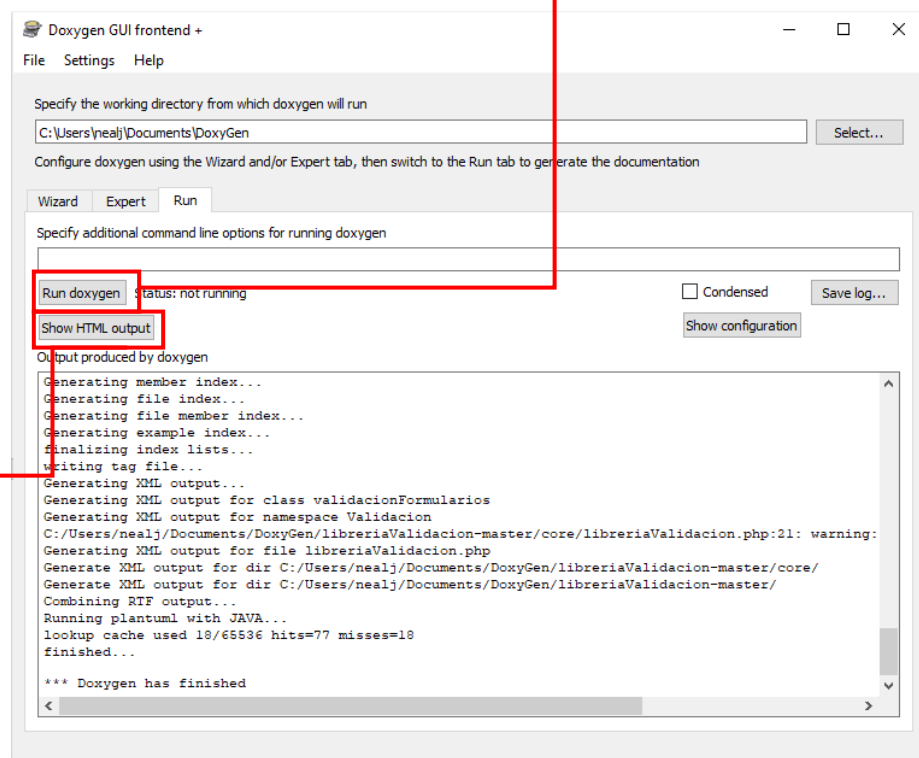 Doxygen GUI frontend +
File Settings Help
Specify the working directory from which doxygen will run
C:\Users\nealj\Documents\DoxyGen
Select...
Configure doxygen using the Wizard and/or Expert tab, then switch to the Run tab to generate the documentation
Wizard Expert Run
Specify additional command line options for running doxygen
Run doxygen Status: not running
Condensed Save log...
Show HTML output Show configuration
Output produced by doxygen
Generating member index...
Generating file index...
Generating file member index...
Generating example index...
finalizing index lists...
writing tag file...
Generating XML output...
Generating XML output for class validacionFormularios
Generating XML output for namespace Validacion
C:/Users/nealj/Documents/DoxyGen/libreriaValidacion-master/core/libreriaValidacion.php:21: warning:
Generating XML output for file libreriaValidacion.php
Generate XML output for dir C:/Users/nealj/Documents/DoxyGen/libreriaValidacion-master/core/
Generate XML output for dir C:/Users/nealj/Documents/DoxyGen/libreriaValidacion-master/
Combining RTF output...
Running plantuml with JAVA...
lookup cache used 18/65536 hits=77 misses=18
finished...
*** Doxygen has finished